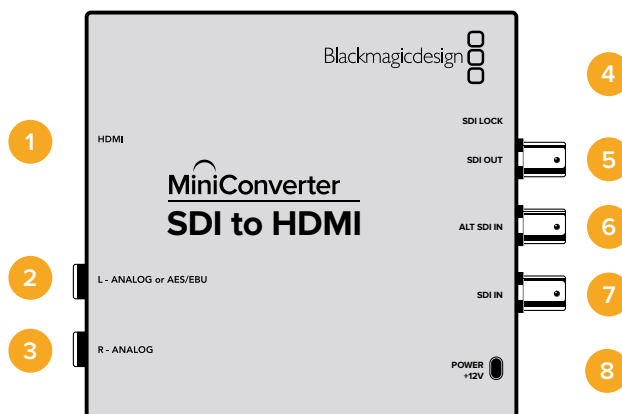 Blackmagicdesign
4
SDI LOCK
1
HDMI
SDI OUT
5
MiniConverter
SDI to HDMI
ALT SDI IN
6
2
L - ANALOG or AES/EBU
SDI IN
7
3
R - ANALOG
POWER
+12V
8